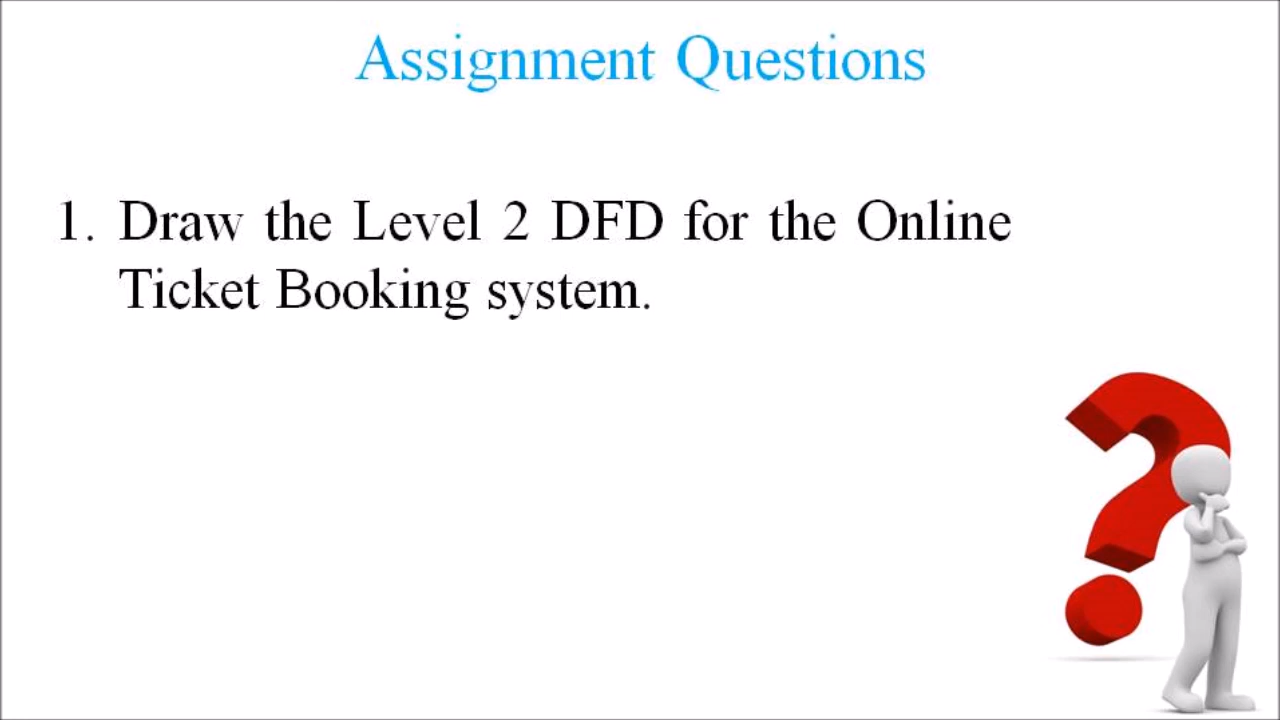 Assignment Questions
1. Draw the Level 2 DFD for the Online
Ticket Booking system.